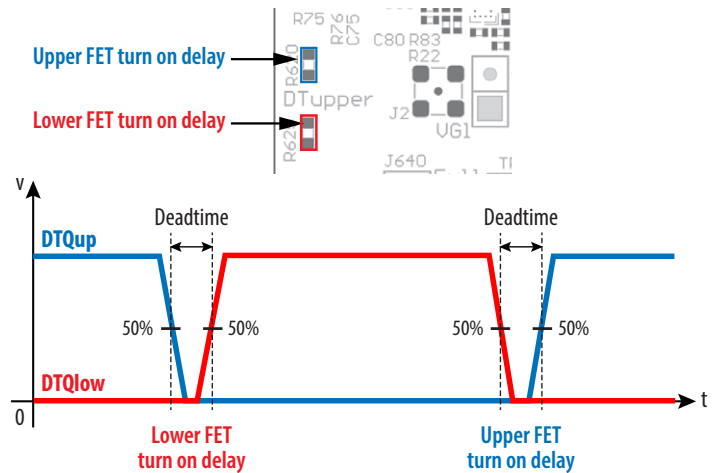 R75
R76
C75
C80 R83
R22
Upper FET turn on delay
R620
DTupper
Lower FET turn on delay
J2
VG1
J640
v
Deadtime
Deadtime
DTQup
50%
50%
50%
50%
DTQlow
0
t
Lower FET
turn on delay
Upper FET
turn on delay